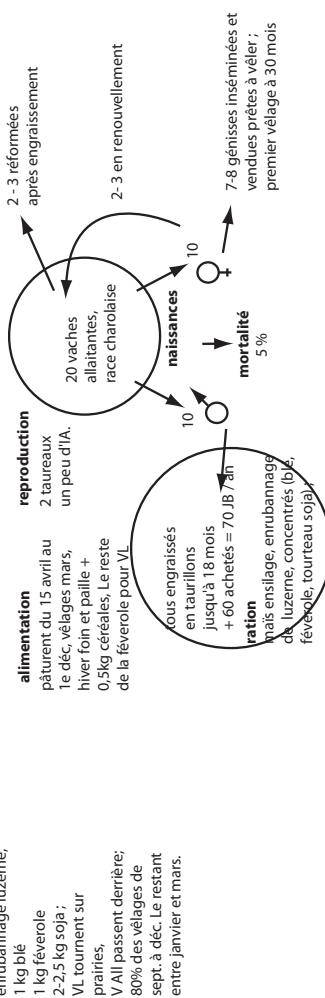 enrubannage luzerne,
1 kg blé
1 kg féverole
2-2,5 kg soja ;
VL tournent sur
prairies,
V All passent derrière;
80% des vêlages de
sept. à déc. Le restant
entre janvier et mars.
alimentation
pâturent du 15 avril au
1e déc, vêlages mars,
hiver foin et paille +
0,5kg céréales, Le reste
de la féverole pour VL
reproduction
2 taureaux
un peu d'IA.
20 vaches
allaitantes,
race charolaise
2 - 3 réformées
après engraissement
2- 3 en renouvellement
naissances
10
10
mortalité
5 %
7-8 génisses inséminées et
vendues prêtes à vêler ;
premier vêlage à 30 mois
tous engraissés
en taurillons
jusqu'à 18 mois
+ 60 achetés = 70 JB / an
ration
maïs ensilage, enrubannage
de luzerne, concentrés (blé,
féverole, tourteau soja) ;